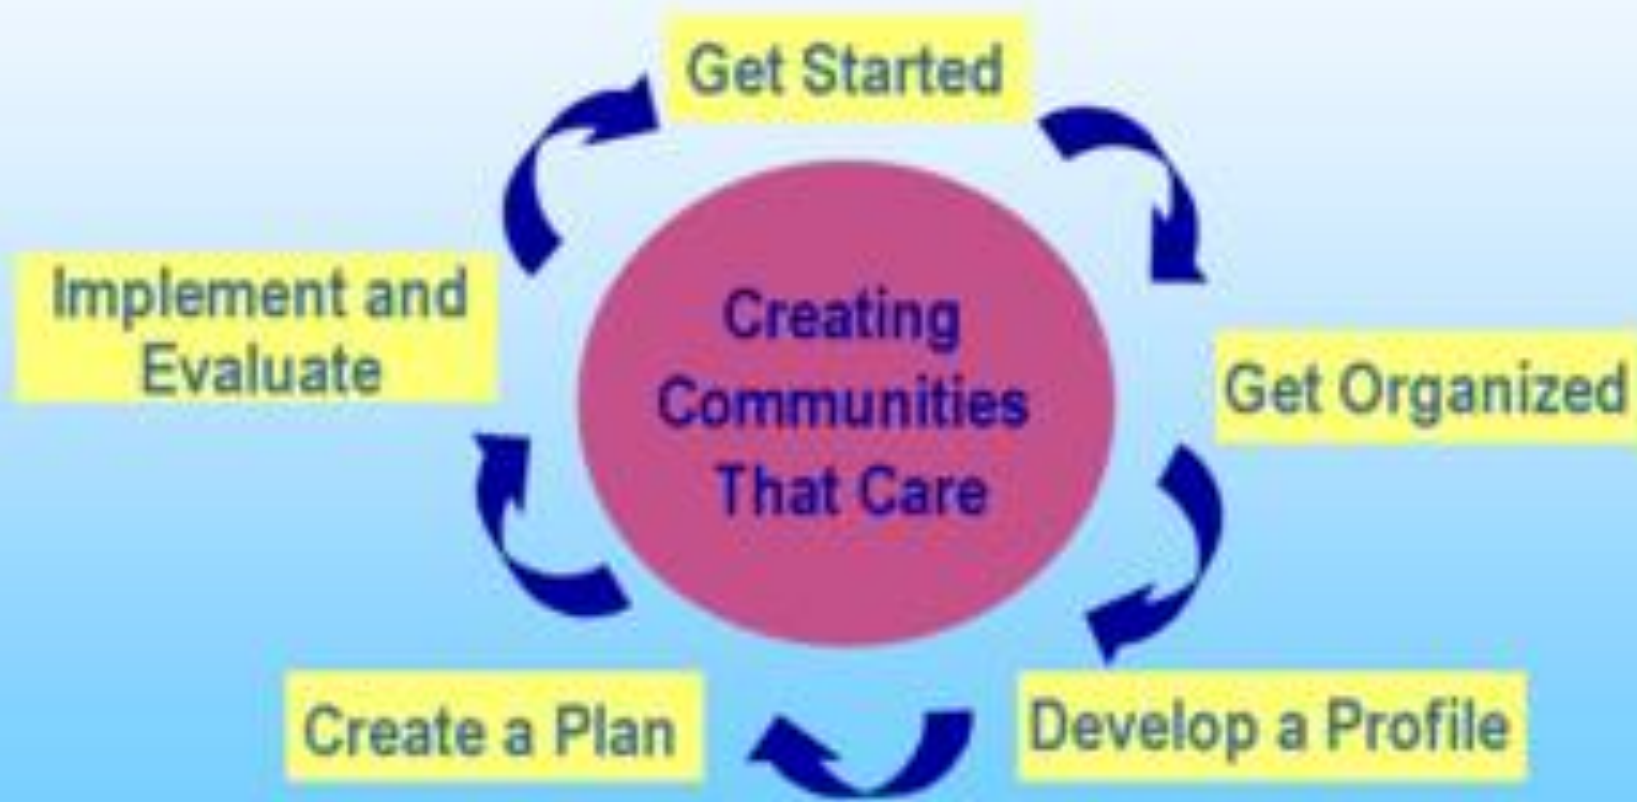 Get Started
Implement and
Evaluate
Creating
Communities
That Care
Get Organized
Create a Plan
Develop a Profile